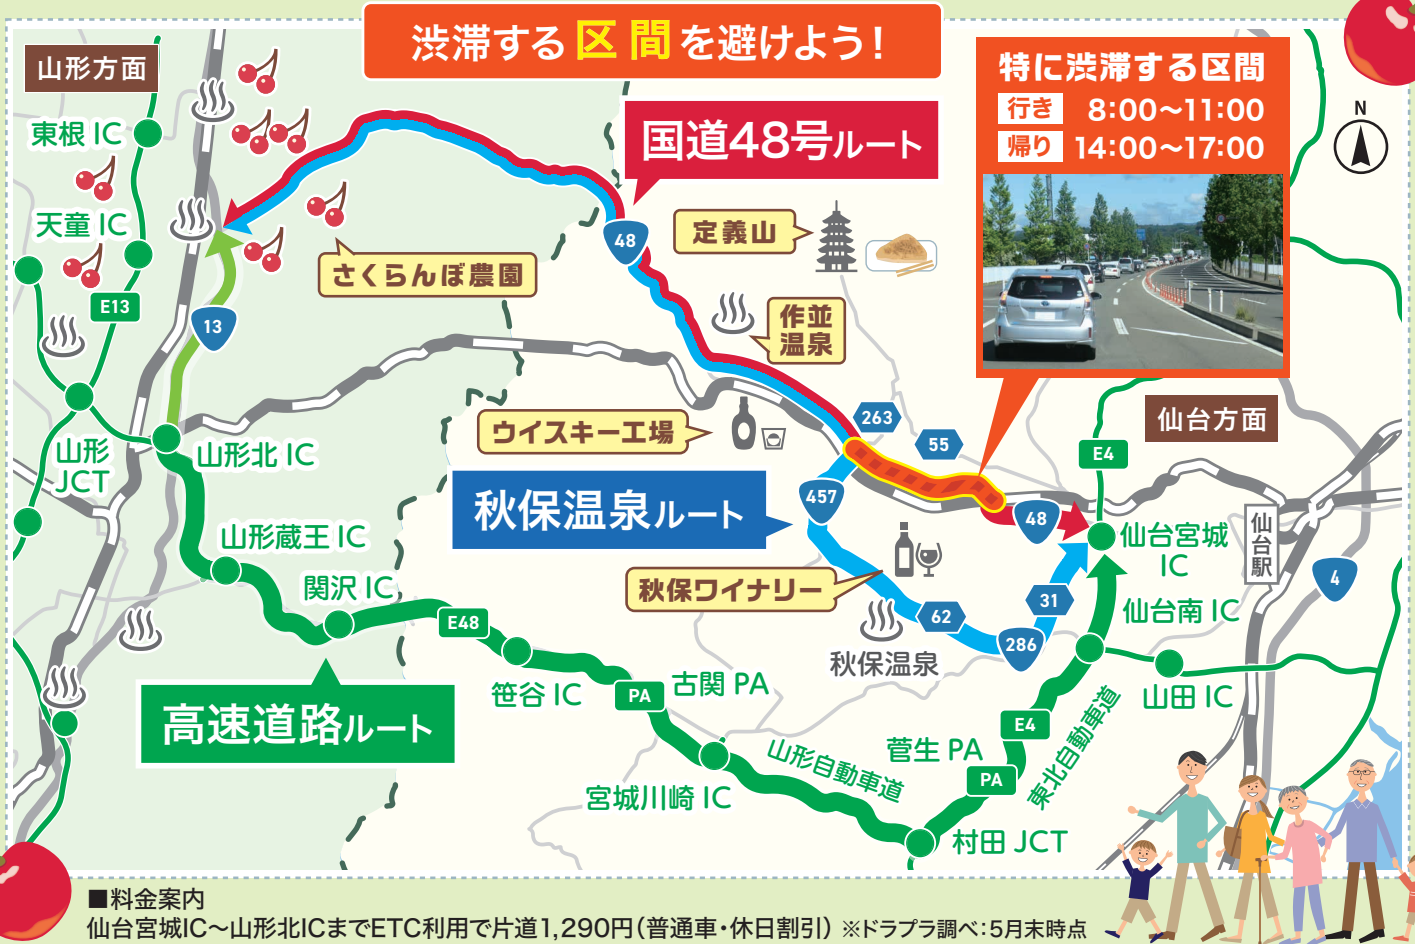 渋滞する区間を避けよう!
山形方面
特に渋滞する区間
行き 8:00〜11:00
帰り 14:00〜17:00
N
東根 IC
国道48号ルート
天童 IC
定義山
48
さくらんぼ農園
E13
13
作並
温泉
仙台方面
ウイスキー工場
263
55
E4
山形
JCT
山形北 IC
秋保温泉ルート
457
48
仙台宮城
IC
仙台駅
4
山形蔵王 IC
関沢 IC
秋保ワイナリー
31
仙台南 IC
E48
62
286
秋保温泉
笹谷 IC
PA
古関 PA
山田 IC
高速道路ルート
E4
東北自動車道
菅生 PA
PA
山形自動車道
宮城川崎 IC
村田 JCT
■料金案内
仙台宮城IC〜山形北ICまでETC利用で片道1,290円(普通車・休日割引) ※ドラプラ調べ:5月末時点